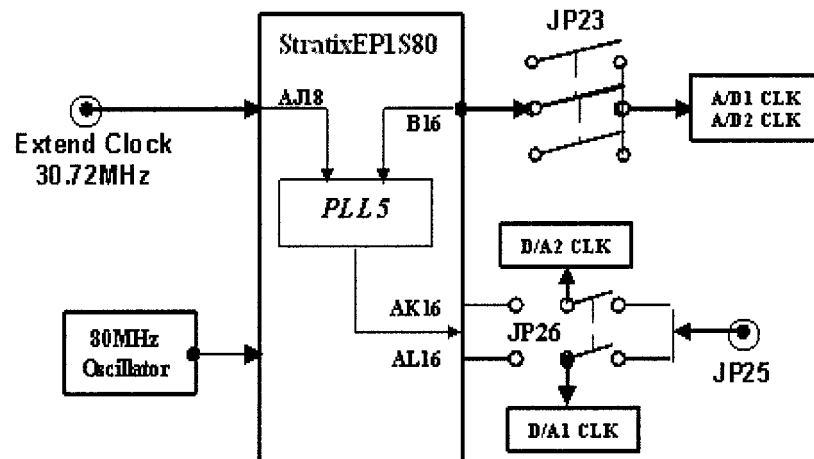 JP23
StratixEP1S80
AJ18
B16
A/D1 CLK
A/D2 CLK
Extend Clock
30.72MHz
PLL5
D/A2 CLK
AK16
JP26
80MHz
Oscillator
AL16
JP25
D/A1 CLK